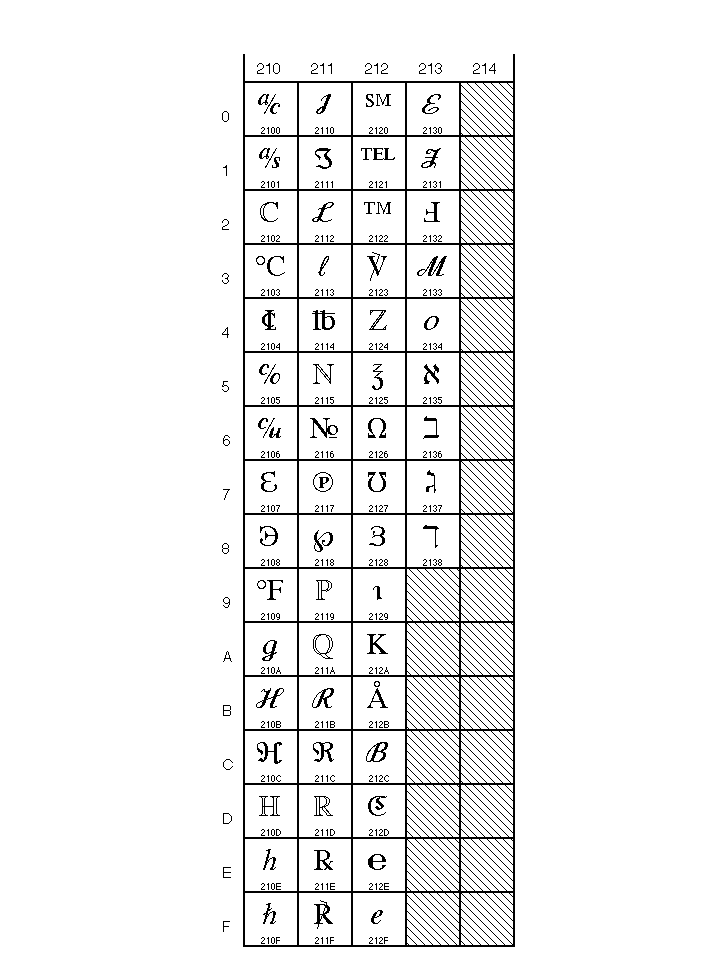 210 211 212 213 214
0 ℀ ℐ ℠ ℰ
2100 2110 2120 2130
1 ℁ ℑ ℡ ℱ
2101 2111 2121 2131
2 ℂ ℒ ™ Ⅎ
2102 2112 2122 2132
3 ℃ ℓ ℣ ℳ
2103 2113 2123 2133
4 ℄ ℔ ℤ ℴ
2104 2114 2124 2134
5 ℅ ℕ ℥ ℵ
2105 2115 2125 2135
6 ℆ № Ω ℶ
2106 2116 2126 2136
7 ℇ ℗ ℧ ℷ
2107 2117 2127 2137
8 ℈ ℘ ℨ ℸ
2108 2118 2128 2138
9 ℉ ℙ ℩
2109 2119 2129
A ℊ ℚ K
210A 211A 212A
B ℋ ℛ Å
210B 211B 212B
C ℌ ℜ ℬ
210C 211C 212C
D ℍ ℝ ℭ
210D 211D 212D
E ℎ ℞ ℮
210E 211E 212E
F ℏ ℟ ℯ
210F 211F 212F